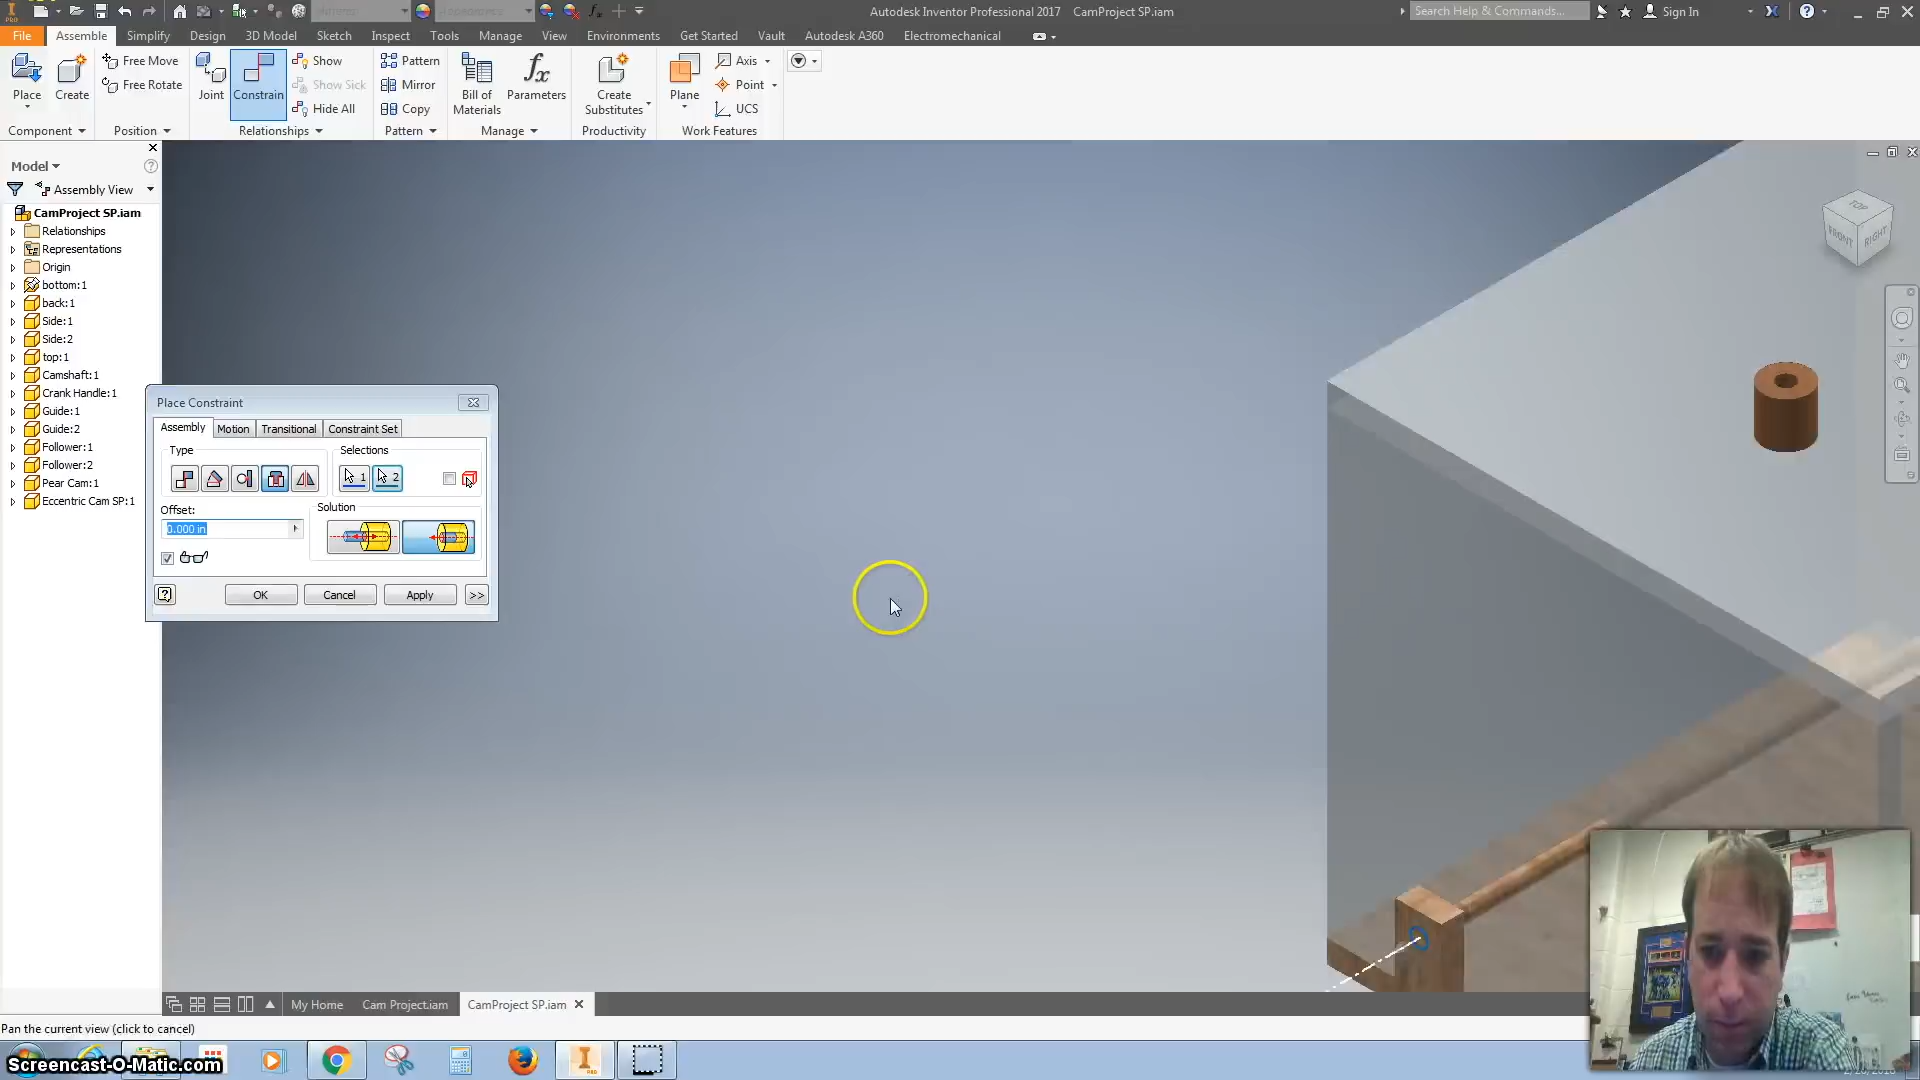 Autodesk Inventor Professional 2017 CamProject SP.iam
Search Help & Commands...
Sign In
File Assemble Simplify Design 3D Model Sketch Inspect Tools Manage View Environments Get Started Vault Autodesk A360 Electromechanical
Place
Create
Free Move
Free Rotate
Joint
Constrain
Show
Show Sick
Hide All
Pattern
Mirror
Copy
Bill of
Materials
Parameters
Create
Substitutes
Plane
Axis
Point
UCS
Component Position Relationships Pattern Manage Productivity Work Features
Model
Assembly View
CamProject SP.iam
Relationships
Representations
Origin
bottom:1
back:1
Side:1
Side:2
top:1
Camshaft:1
Crank Handle:1
Guide:1
Guide:2
Follower:1
Follower:2
Pear Cam:1
Eccentric Cam SP:1
Place Constraint
Assembly Motion Transitional Constraint Set
Type
Selections
1
2
Offset:
0.000 in
Solution
OK
Cancel
Apply
>>
TOP
FRONT
RIGHT
My Home Cam Project.iam CamProject SP.iam
Pan the current view (click to cancel)
Screencast-O-Matic.com